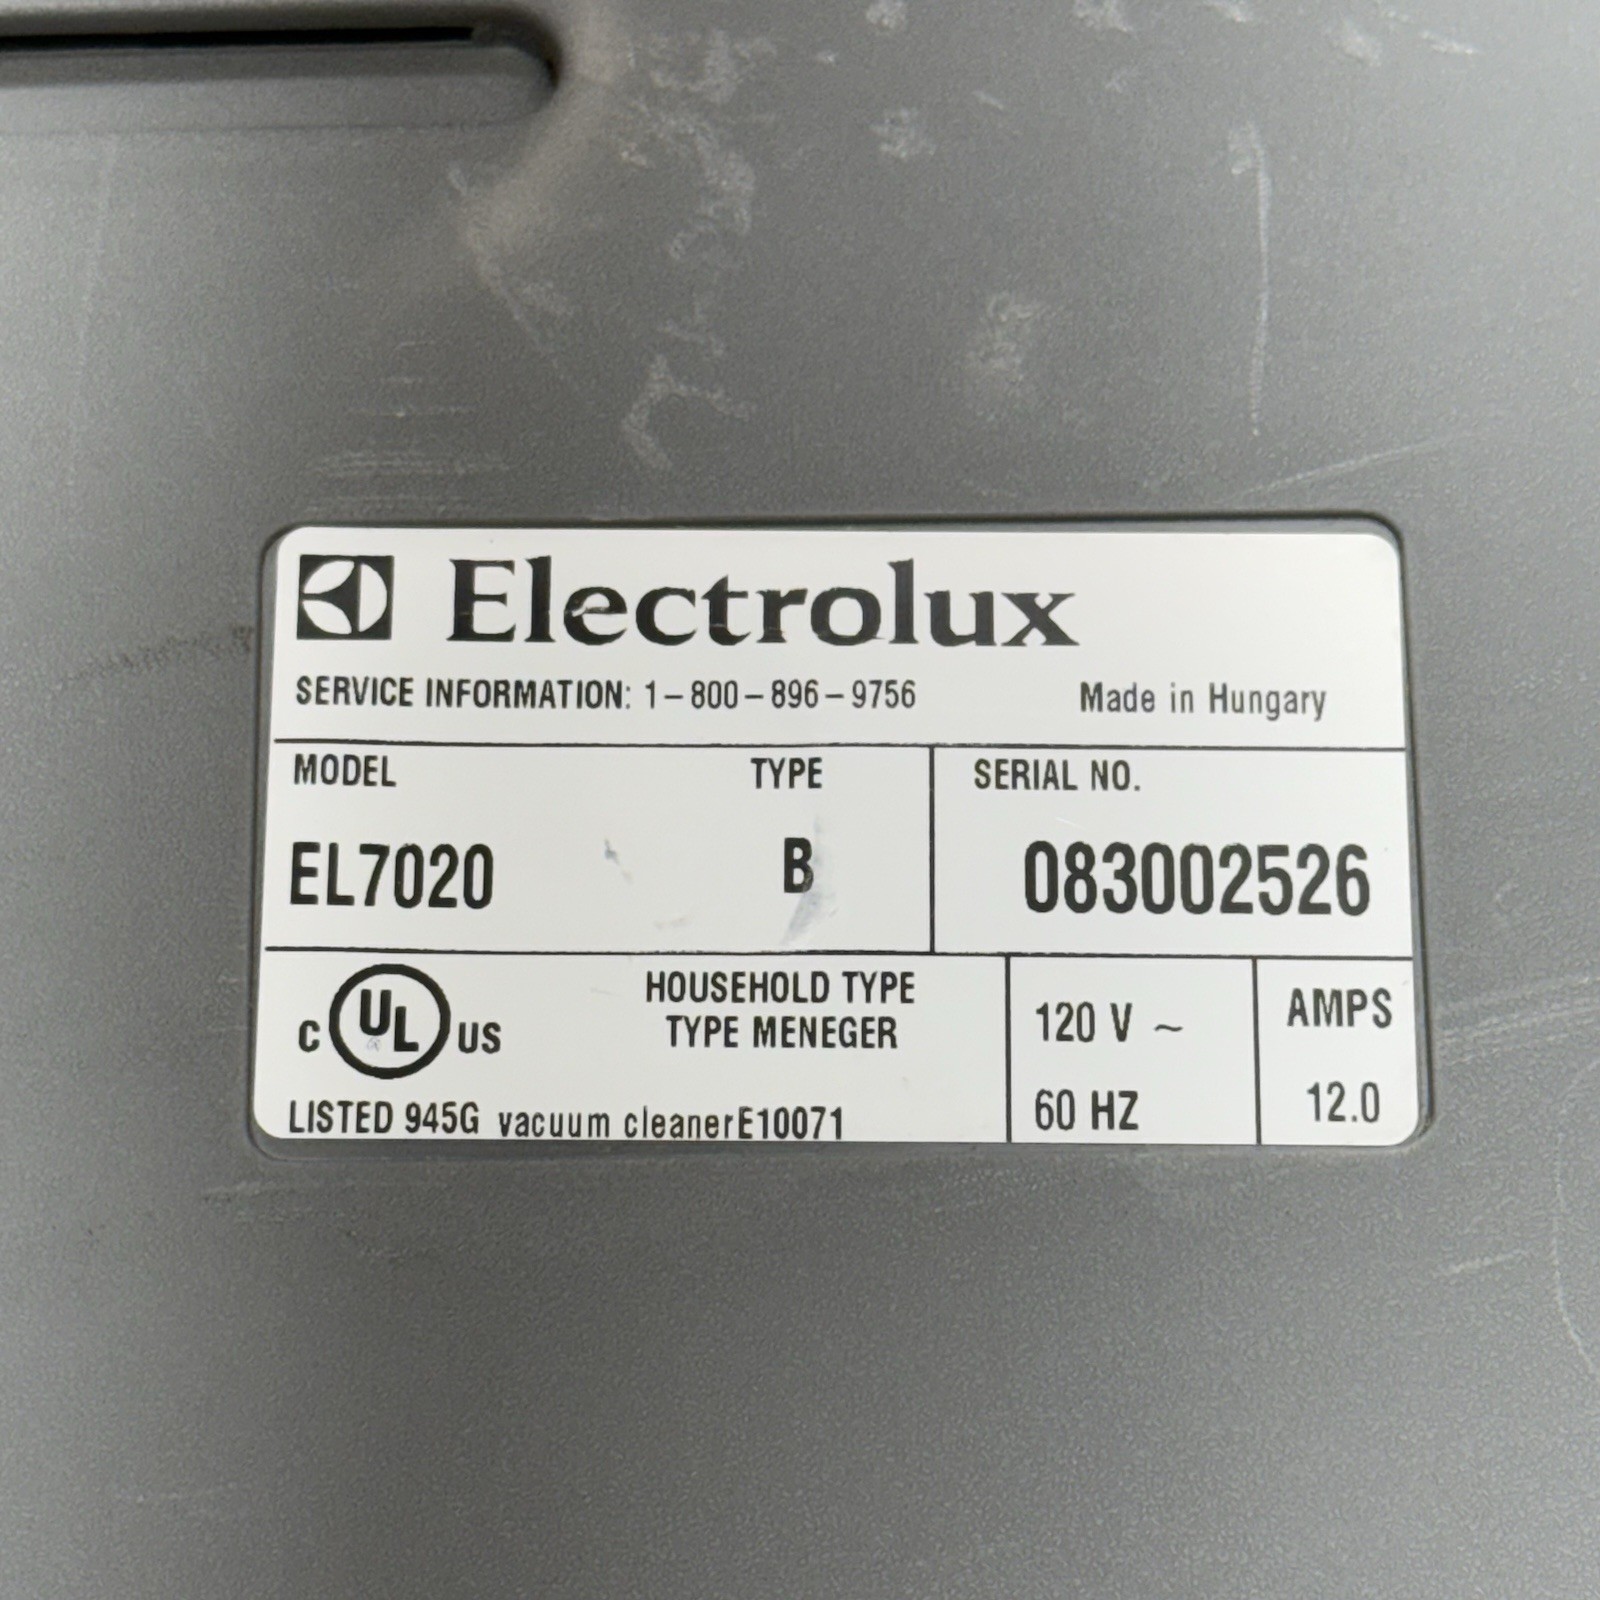 Electrolux
SERVICE INFORMATION: 1-800-896-9756 Made in Hungary
MODEL TYPE SERIAL NO.
EL7020 B 083002526
C UL US
HOUSEHOLD TYPE
TYPE MENEGER
LISTED 945G vacuum cleanerE10071
120 V ~
60 HZ
AMPS
12.0